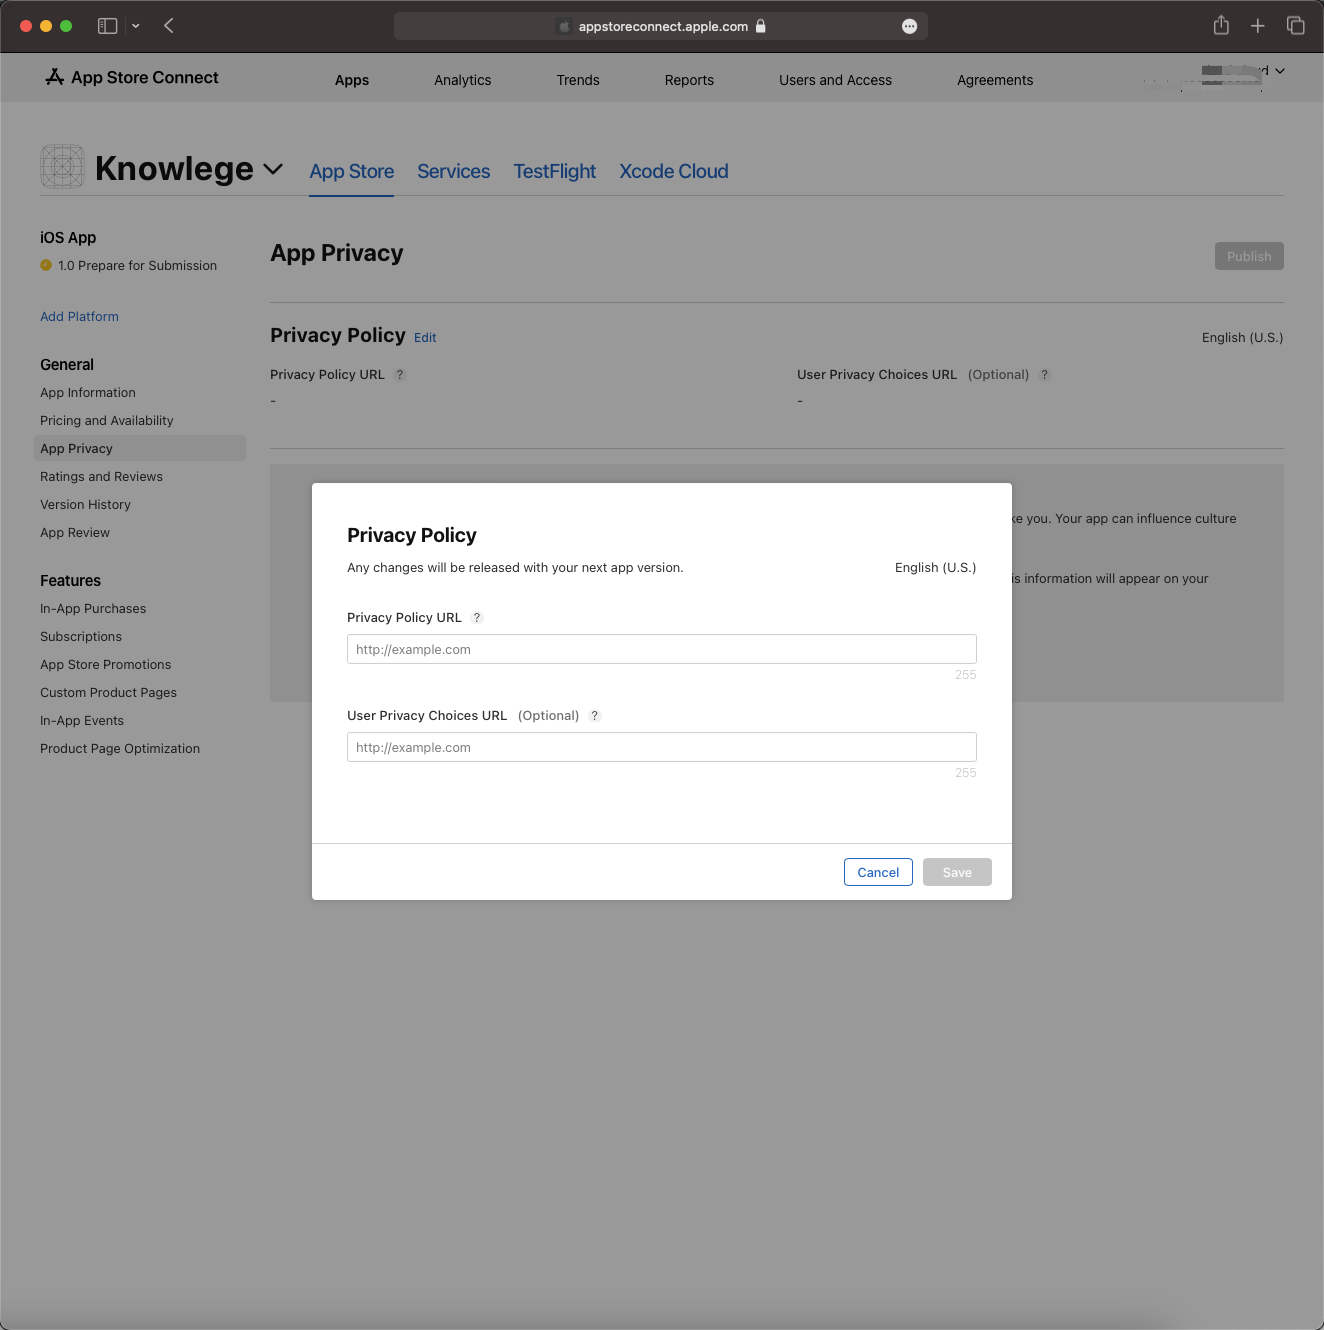 appstoreconnect.apple.com
App Store Connect
Apps
Analytics
Trends
Reports
Users and Access
Agreements
Knowlege
App Store
Services
TestFlight
Xcode Cloud
iOS App
1.0 Prepare for Submission
Add Platform
General
App Information
Pricing and Availability
App Privacy
Ratings and Reviews
Version History
App Review
Features
In-App Purchases
Subscriptions
App Store Promotions
Custom Product Pages
In-App Events
Product Page Optimization
App Privacy
Publish
Privacy Policy Edit
English (U.S.)
Privacy Policy URL ?
-
User Privacy Choices URL (Optional) ?
-
ke you. Your app can influence culture
is information will appear on your
Privacy Policy
Any changes will be released with your next app version.
English (U.S.)
Privacy Policy URL ?
http://example.com
255
User Privacy Choices URL (Optional) ?
http://example.com
255
Cancel
Save